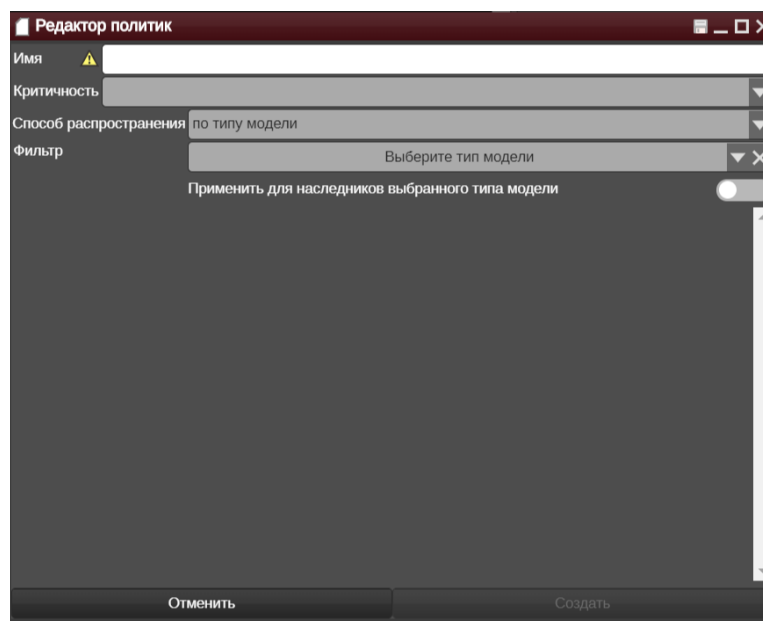 Редактор политик
Имя
Критичность
Способ распространения по типу модели
Фильтр Выберите тип модели
Применить для наследников выбранного типа модели
Отменить Создать